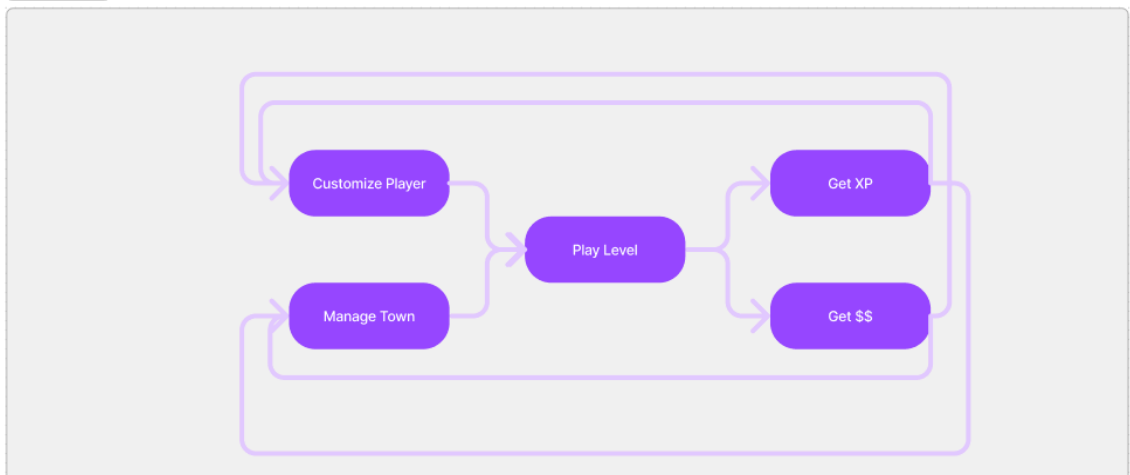 Customize Player
Get XP
Play Level
Manage Town
Get $$